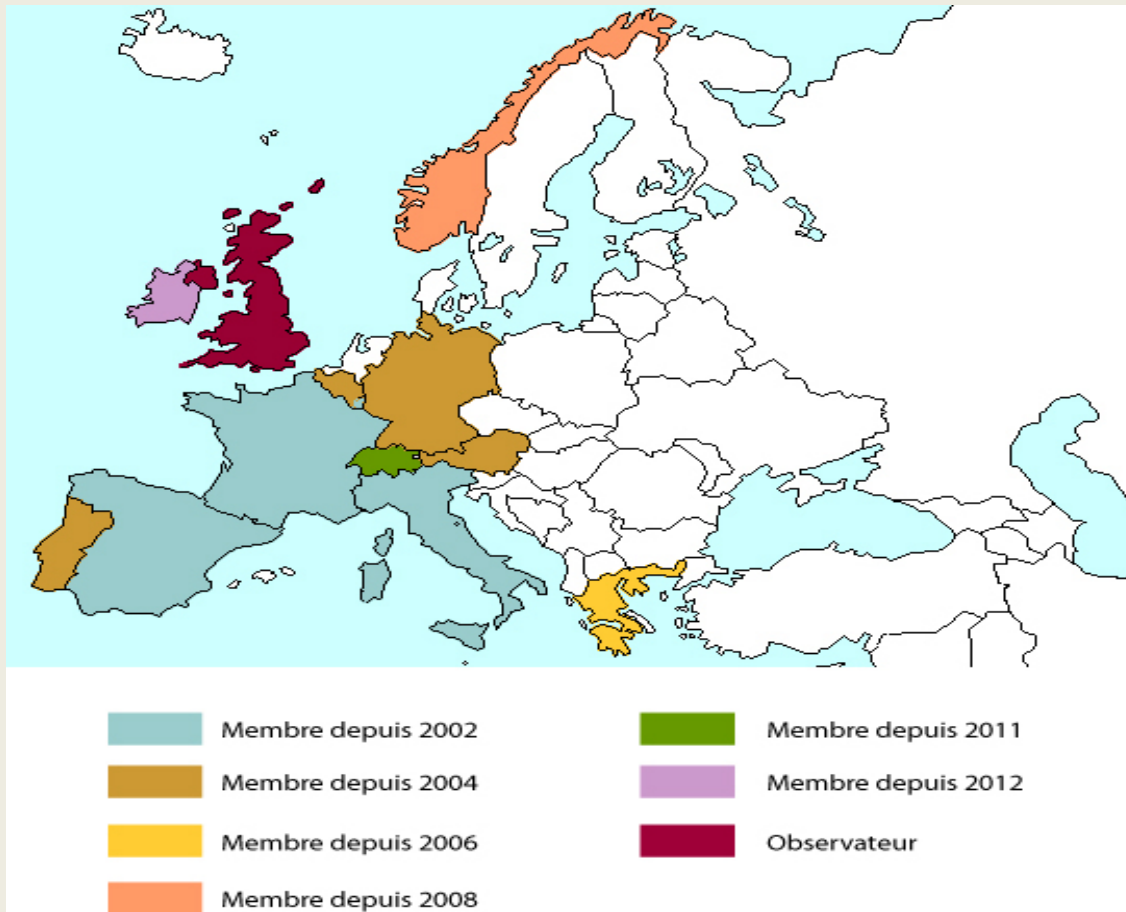 Membre depuis 2002
Membre depuis 2004
Membre depuis 2006
Membre depuis 2008
Membre depuis 2011
Membre depuis 2012
Observateur